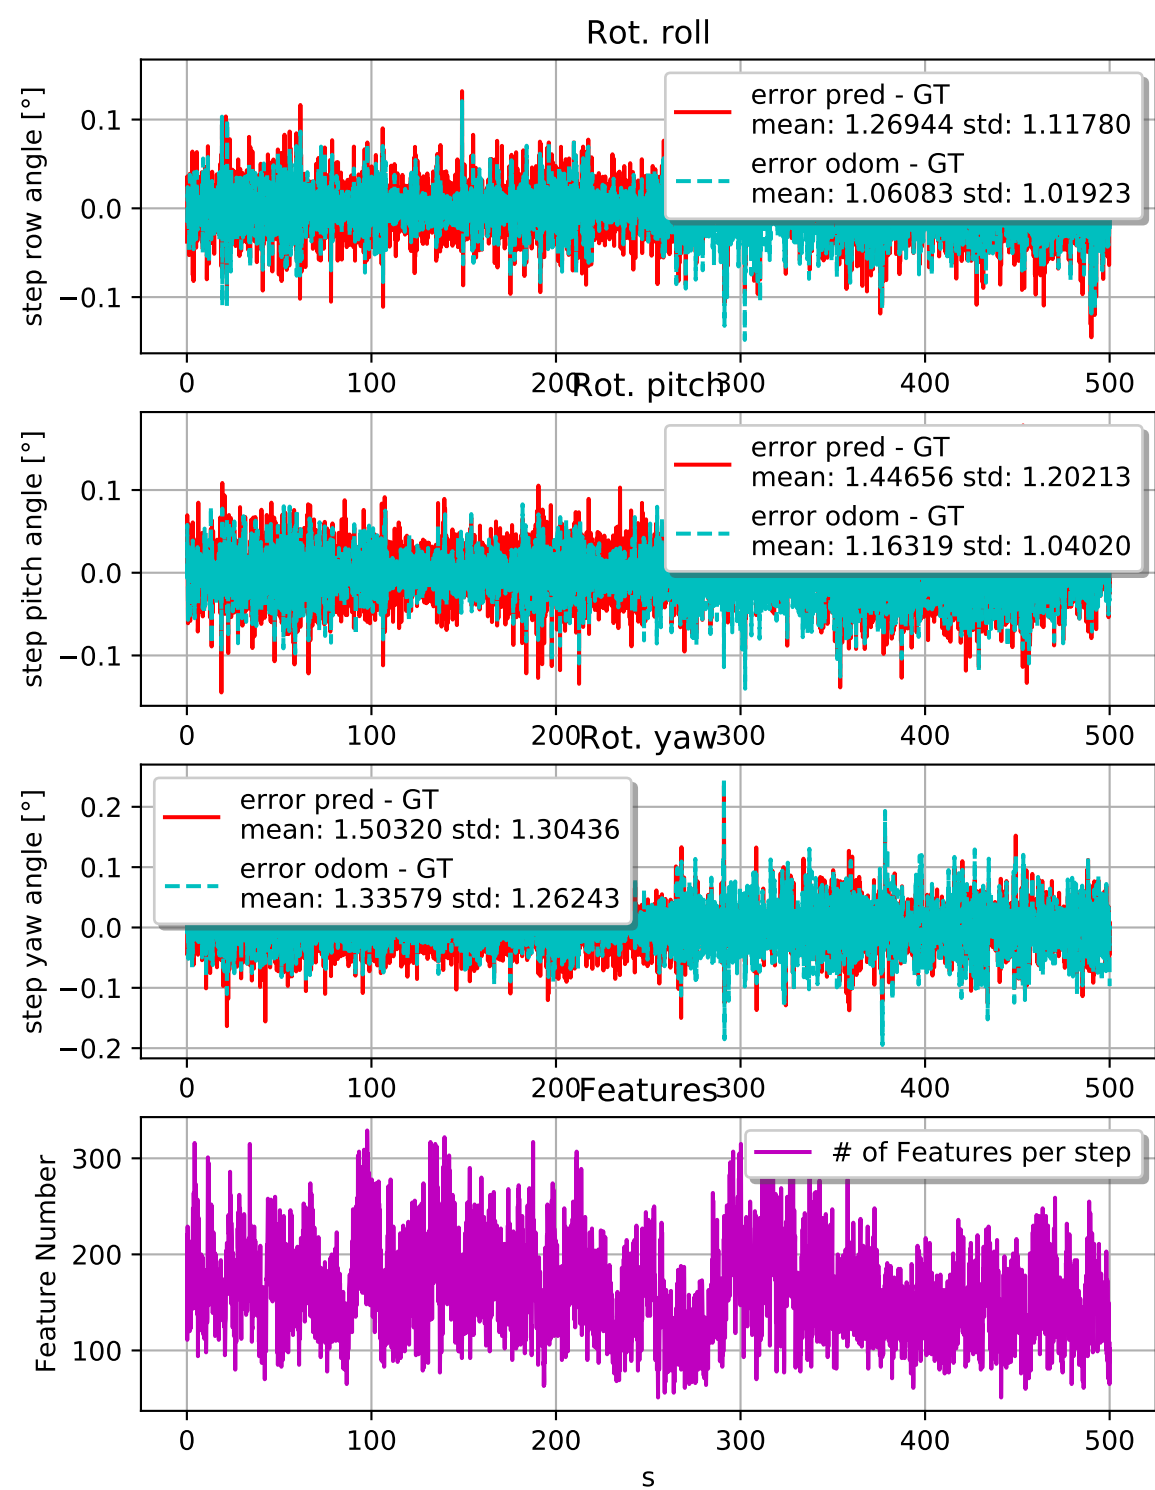 Rot. roll
step row angle [°]
0.1
0.0
−0.1
error pred - GT
mean: 1.26944 std: 1.11780
error odom - GT
mean: 1.06083 std: 1.01923
0 100 200 300 400 500
Rot. pitch
step pitch angle [°]
0.1
0.0
−0.1
error pred - GT
mean: 1.44656 std: 1.20213
error odom - GT
mean: 1.16319 std: 1.04020
0 100 200 300 400 500
Rot. yaw
step yaw angle [°]
0.2
0.1
0.0
−0.1
−0.2
error pred - GT
mean: 1.50320 std: 1.30436
error odom - GT
mean: 1.33579 std: 1.26243
0 100 200 300 400 500
Features
Feature Number
300
200
100
# of Features per step
0 100 200 300 400 500
s